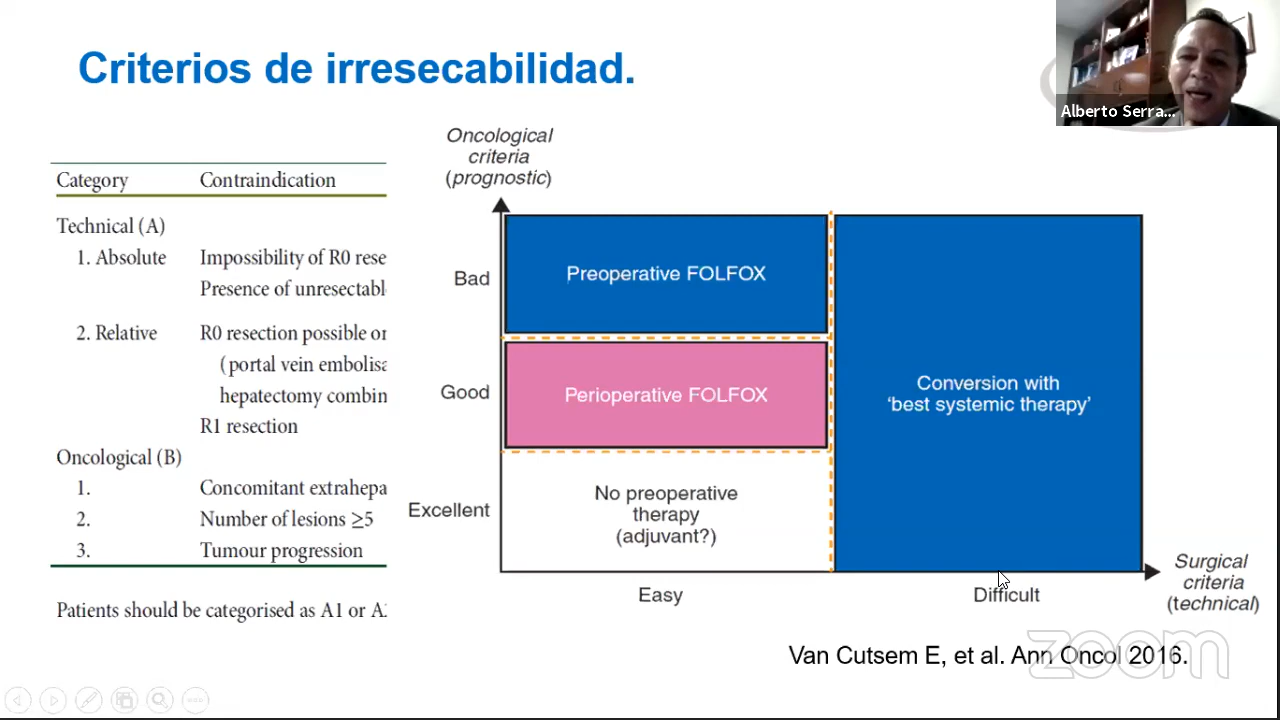 Criterios de irresecabilidad.
Alberto Serra...
Category Contraindication
Technical (A)
1. Absolute Impossibility of R0 rese
Presence of unresectabl
2. Relative R0 resection possible or
(portal vein embolisa
hepatectomy combin
R1 resection
Oncological (B)
1. Concomitant extrahepa
2. Number of lesions ≥5
3. Tumour progression
Patients should be categorised as A1 or A2
Oncological
criteria
(prognostic)
Bad
Good
Excellent
Preoperative FOLFOX
Perioperative FOLFOX
No preoperative
therapy
(adjuvant?)
Conversion with
‘best systemic therapy’
Easy
Difficult
Surgical
criteria
(technical)
Van Cutsem E, et al. Ann Oncol 2016.
zoom